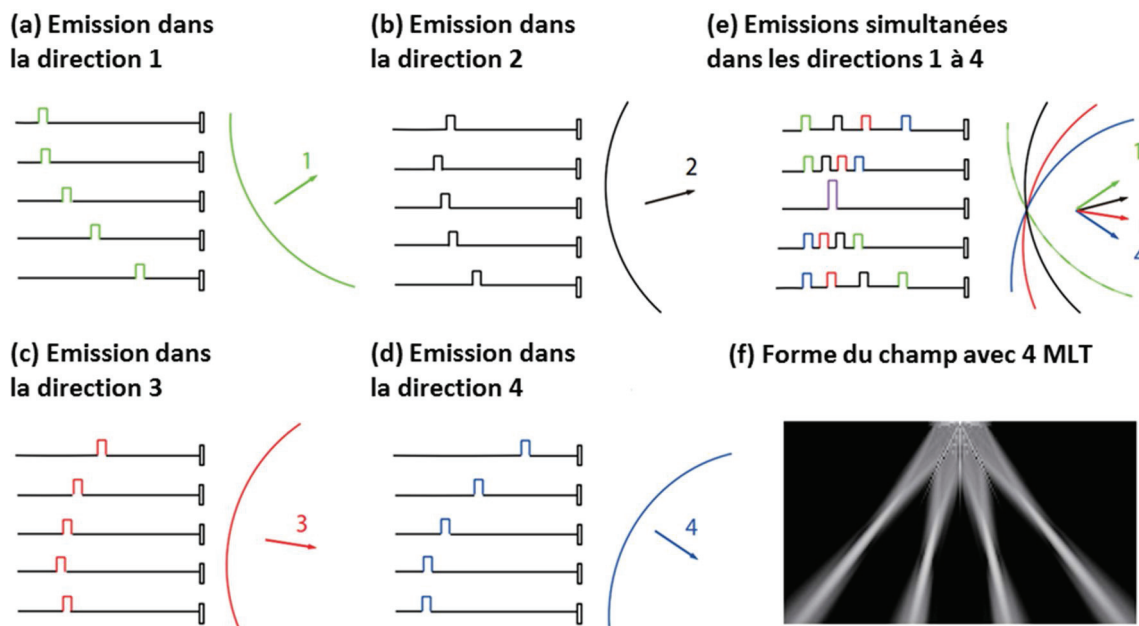 (a) Emission dans
la direction 1
1
(b) Emission dans
la direction 2
2
(e) Emissions simultanées
dans les directions 1 à 4
1
4
(c) Emission dans
la direction 3
3
(d) Emission dans
la direction 4
4
(f) Forme du champ avec 4 MLT